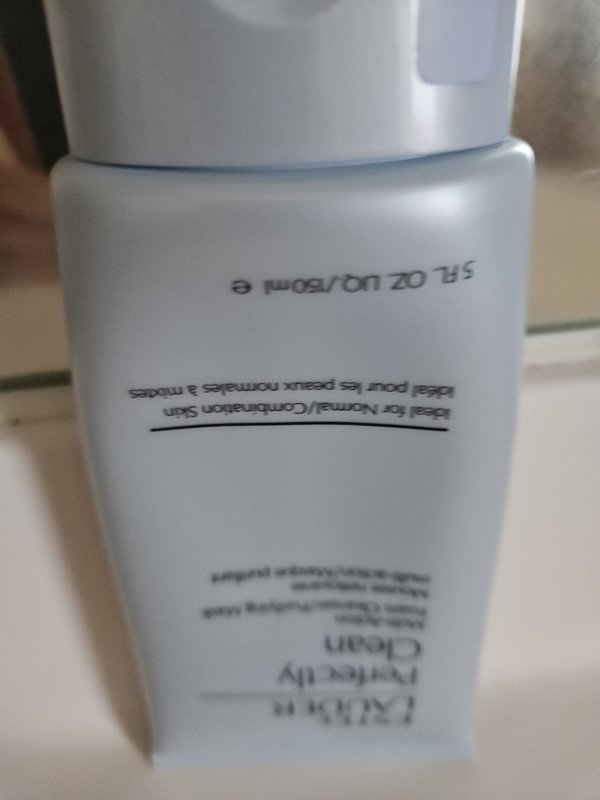 ESTĒE
LAUDER
Perfectly
Clean
Multi-Action
Foam Cleanser/Purifying Mask
Mousse nettoyante
multi-action/Masque purifiant
Ideal for Normal/Combination Skin
Idéal pour les peaux normales à mixtes
5 FL. OZ. LIQ./150ml e